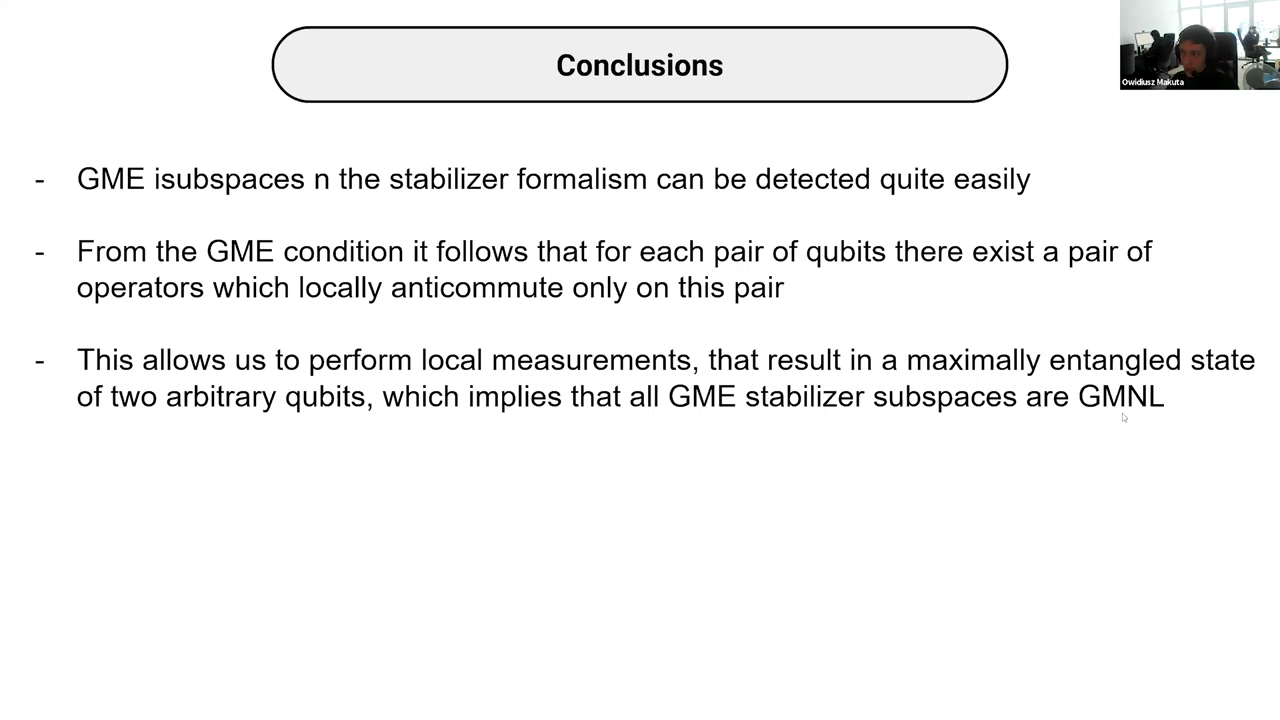 Conclusions
Owidiusz Makuta
- GME isubspaces n the stabilizer formalism can be detected quite easily
- From the GME condition it follows that for each pair of qubits there exist a pair of
operators which locally anticommute only on this pair
- This allows us to perform local measurements, that result in a maximally entangled state
of two arbitrary qubits, which implies that all GME stabilizer subspaces are GMNL